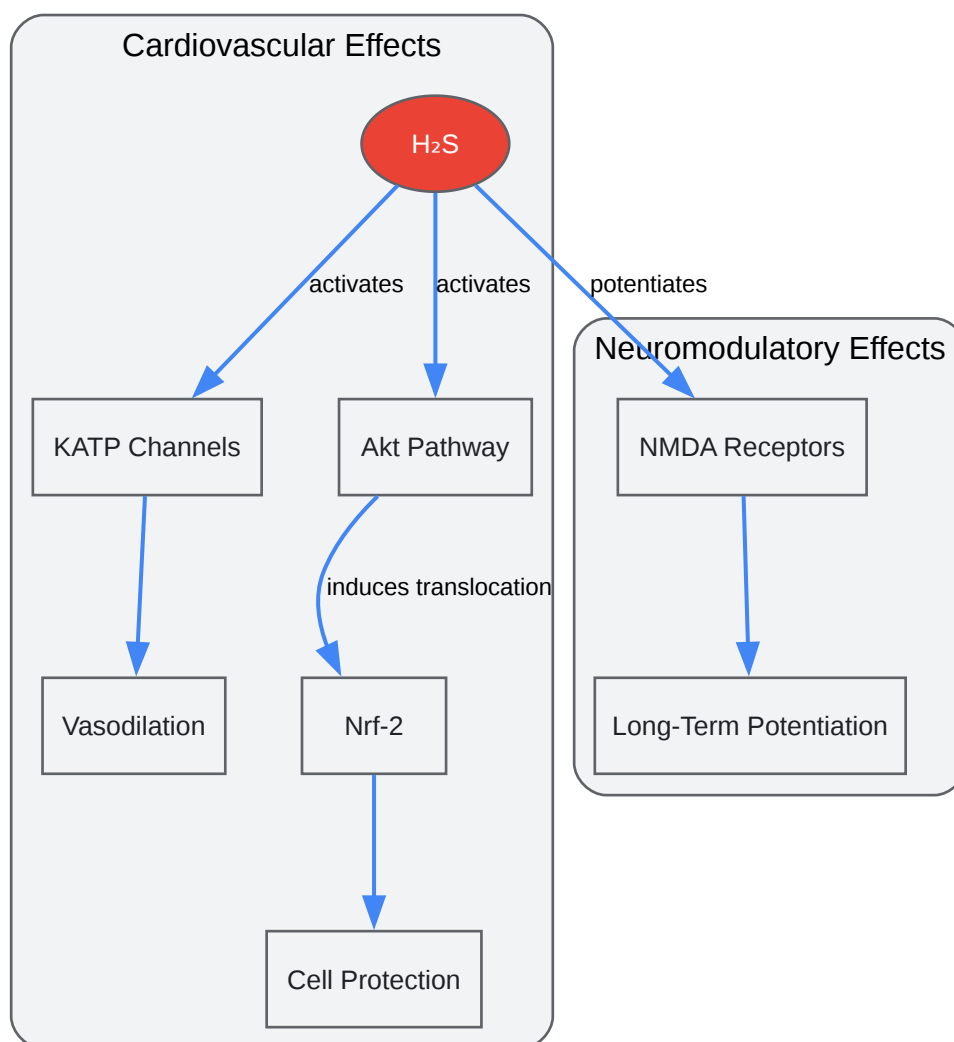 Cardiovascular Effects
H₂S
activates
activates
potentiates
Neuromodulatory Effects
KATP Channels
Akt Pathway
NMDA Receptors
induces translocation
Vasodilation
Nrf-2
Long-Term Potentiation
Cell Protection